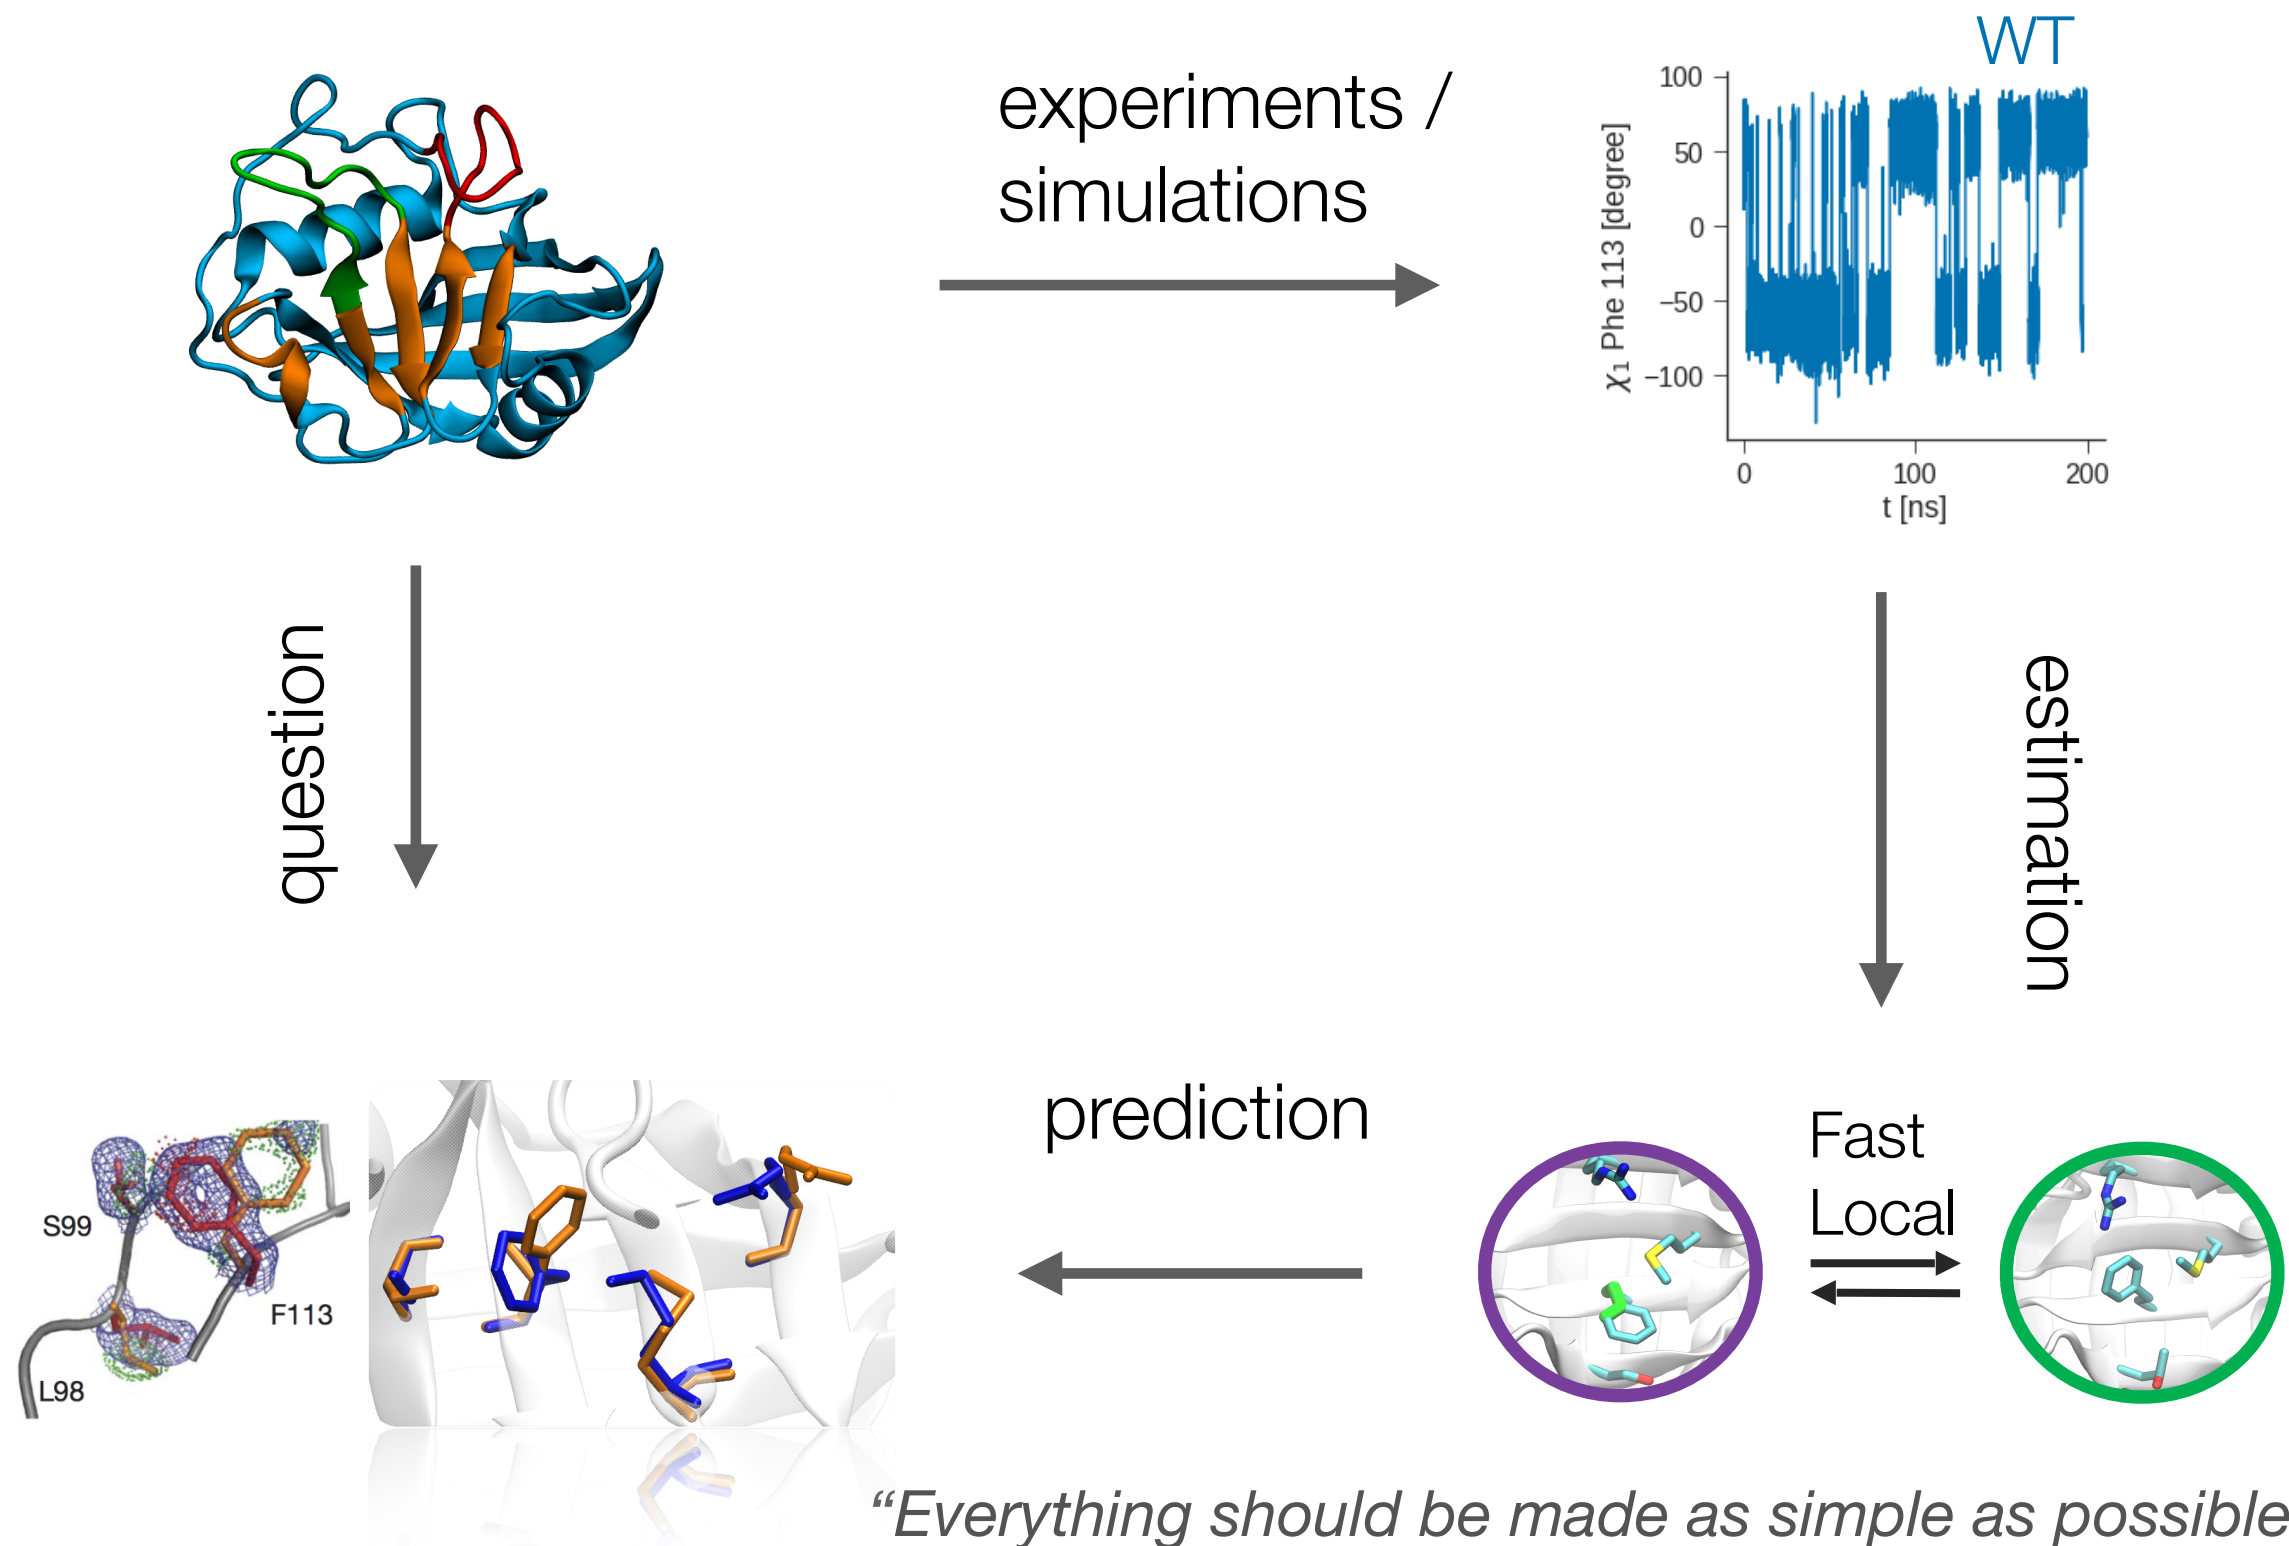 WT
experiments /
simulations
100
50
0
−50
−100
χ₁ Phe 113 [degree]
0 100 200
t [ns]
question
estimation
prediction
Fast
Local
S99
F113
L98
“Everything should be made as simple as possible